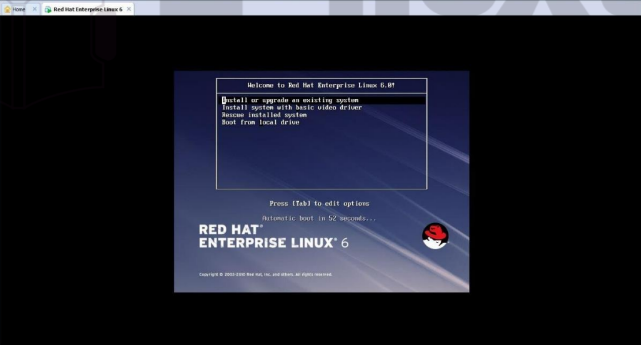 Home
Red Hat Enterprise Linux 6
Welcome to Red Hat Enterprise Linux 6.0!
Install or upgrade an existing system
Install system with basic video driver
Rescue installed system
Boot from local drive
Press [Tab] to edit options
Automatic boot in 52 seconds...
RED HAT®
ENTERPRISE LINUX® 6
Copyright © 2003-2010 Red Hat, Inc. and others. All rights reserved.